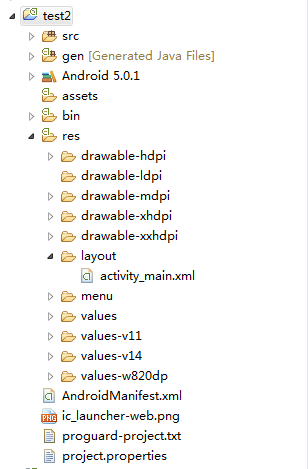 test2
src
gen [Generated Java Files]
Android 5.0.1
assets
bin
res
drawable-hdpi
drawable-ldpi
drawable-mdpi
drawable-xhdpi
drawable-xxhdpi
layout
activity_main.xml
menu
values
values-v11
values-v14
values-w820dp
AndroidManifest.xml
ic_launcher-web.png
proguard-project.txt
project.properties